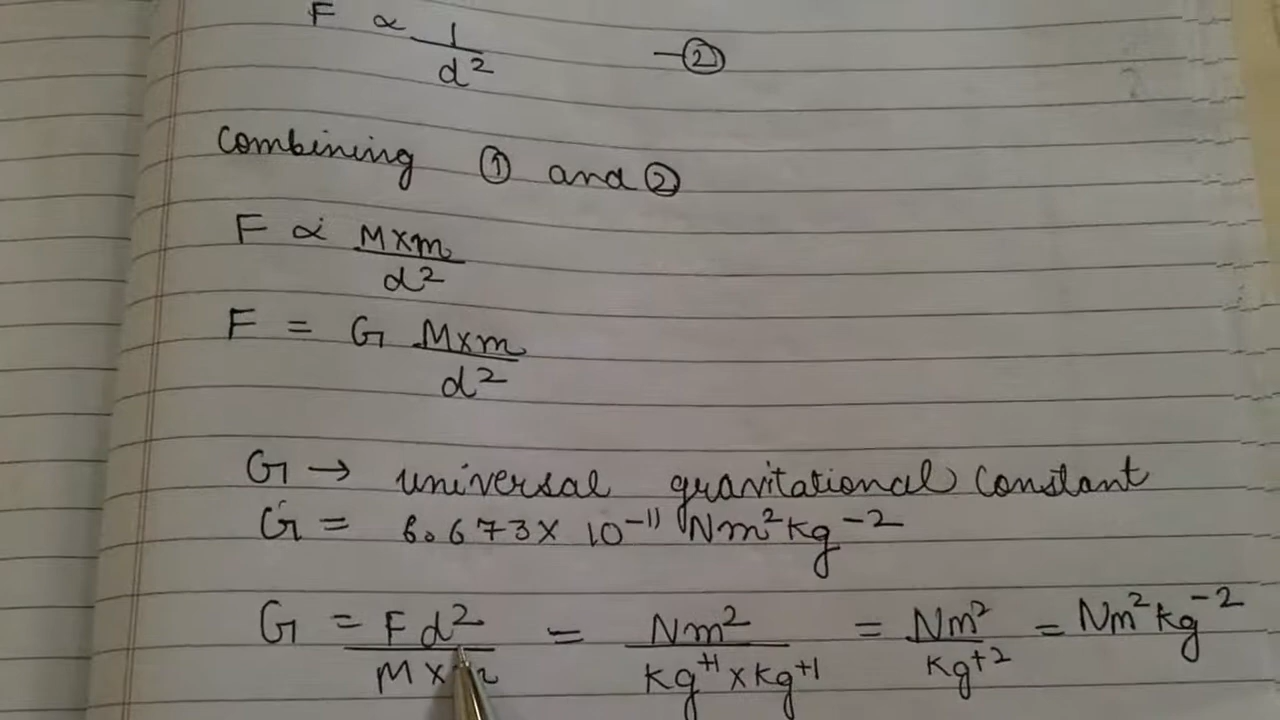 F ∝ 1/d² —②
Combining ① and ②
F ∝ M×m/d²
F = G M×m/d²
G → universal gravitational constant
G = 6.673× 10⁻¹¹ Nm²kg⁻²
G = Fd²/M×m = Nm²/kg⁺¹×kg⁺¹ = Nm²/kg⁺² = Nm²kg⁻²